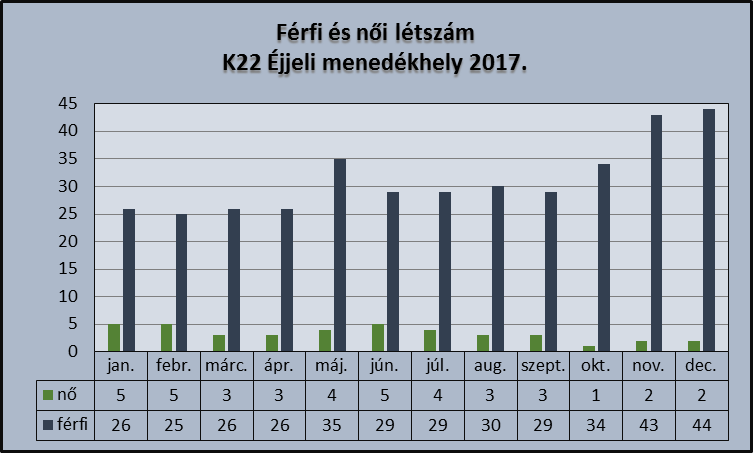 Férfi és női létszám
K22 Éjjeli menedékhely 2017.
45
40
35
30
25
20
15
10
5
0
jan. febr. márc. ápr. máj. jún. júl. aug. szept. okt. nov. dec.
nő 5 5 3 3 4 5 4 3 3 1 2 2
férfi 26 25 26 26 35 29 29 30 29 34 43 44